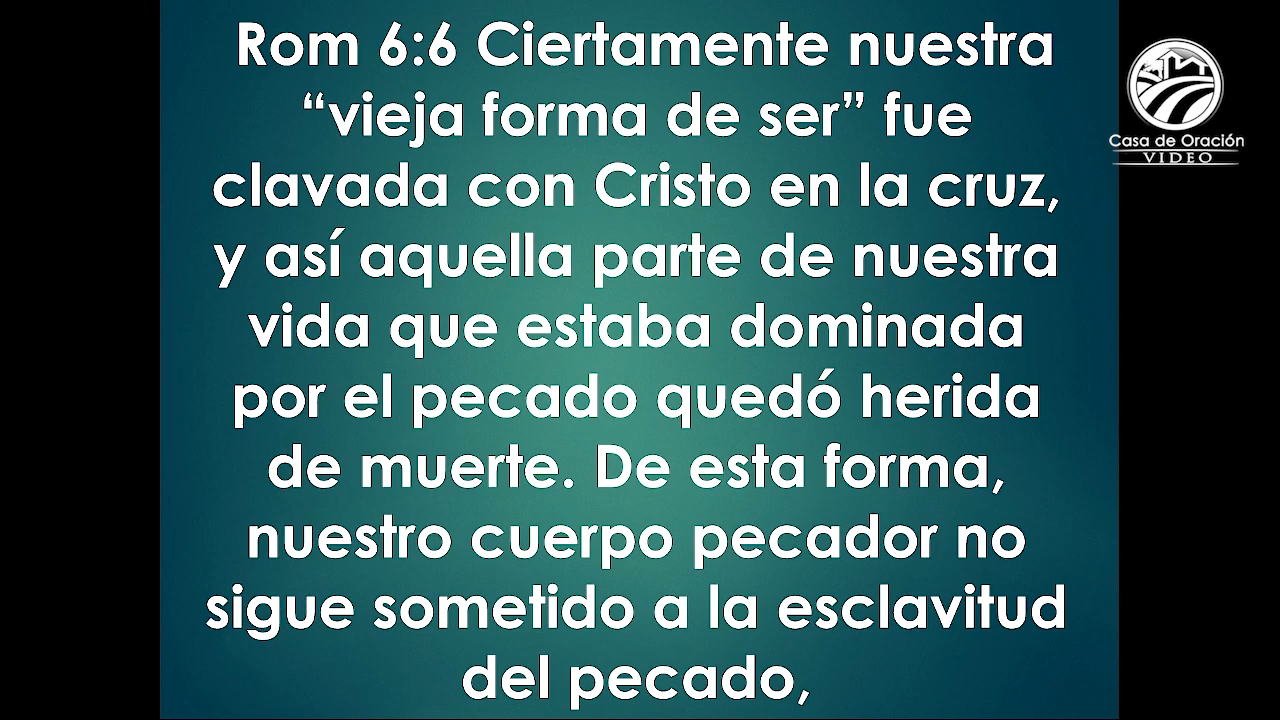 Rom 6:6 Ciertamente nuestra
“vieja forma de ser” fue
clavada con Cristo en la cruz,
y así aquella parte de nuestra
vida que estaba dominada
por el pecado quedó herida
de muerte. De esta forma,
nuestro cuerpo pecador no
sigue sometido a la esclavitud
del pecado,
Casa de Oración
VIDEO